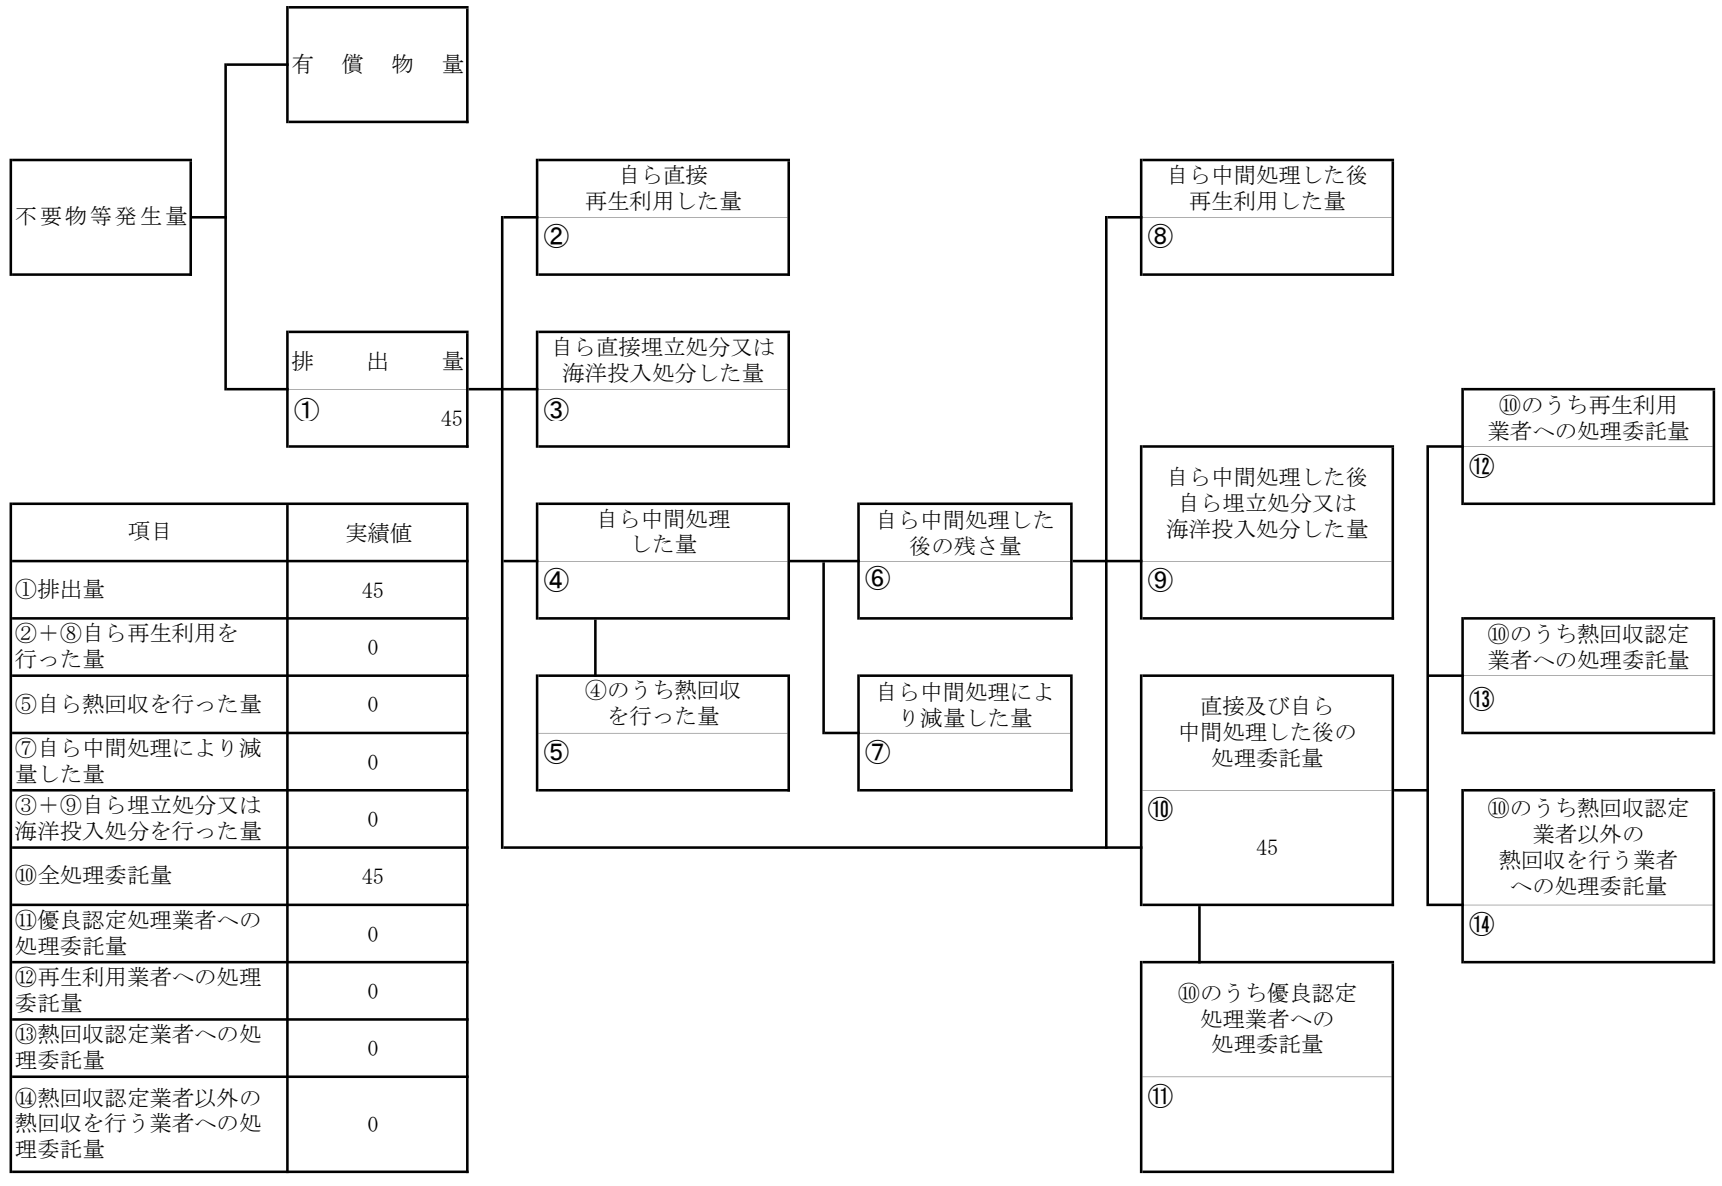 有償物量
不要物等発生量
自ら直接
再生利用した量
②
自ら中間処理した後
再生利用した量
⑧
排出量
①
45
自ら直接埋立処分又は
海洋投入処分した量
③
⑩のうち再生利用
業者への処理委託量
⑫
自ら中間処理した後
自ら埋立処分又は
海洋投入処分した量
⑨
自ら中間処理
した量
④
自ら中間処理した
後の残さ量
⑥
⑩のうち熱回収認定
業者への処理委託量
⑬
④のうち熱回収
を行った量
⑤
自ら中間処理によ
り減量した量
⑦
直接及び自ら
中間処理した後の
処理委託量
⑩
45
⑩のうち熱回収認定
業者以外の
熱回収を行う業者
への処理委託量
⑭
⑩のうち優良認定
処理業者への
処理委託量
⑪
項目 実績値
①排出量 45
②＋⑧自ら再生利用を
行った量 0
⑤自ら熱回収を行った量 0
⑦自ら中間処理により減
量した量 0
③＋⑨自ら埋立処分又は
海洋投入処分を行った量 0
⑩全処理委託量 45
⑪優良認定処理業者への
処理委託量 0
⑫再生利用業者への処理
委託量 0
⑬熱回収認定業者への処
理委託量 0
⑭熱回収認定業者以外の
熱回収を行う業者への処 0
理委託量